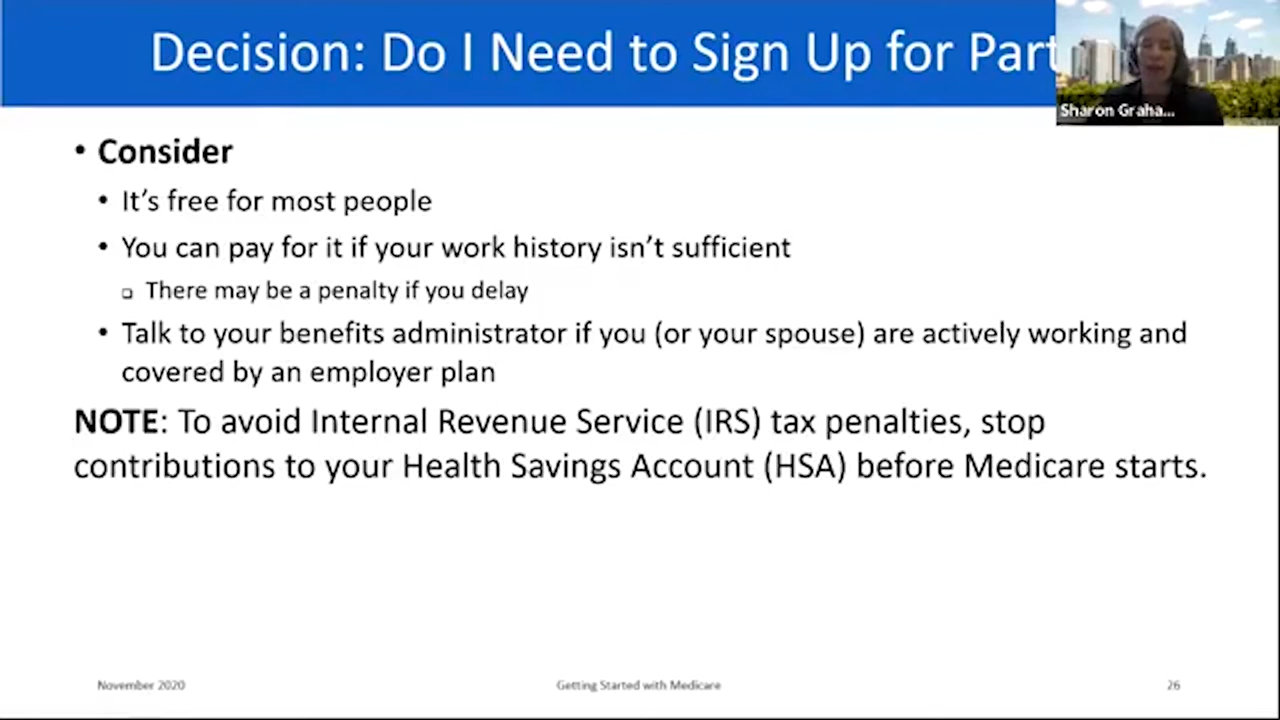 Decision: Do I Need to Sign Up for Part
Sharon Graha...
• Consider
• It's free for most people
• You can pay for it if your work history isn't sufficient
❑ There may be a penalty if you delay
• Talk to your benefits administrator if you (or your spouse) are actively working and
covered by an employer plan
NOTE: To avoid Internal Revenue Service (IRS) tax penalties, stop
contributions to your Health Savings Account (HSA) before Medicare starts.
November 2020
Getting Started with Medicare
26